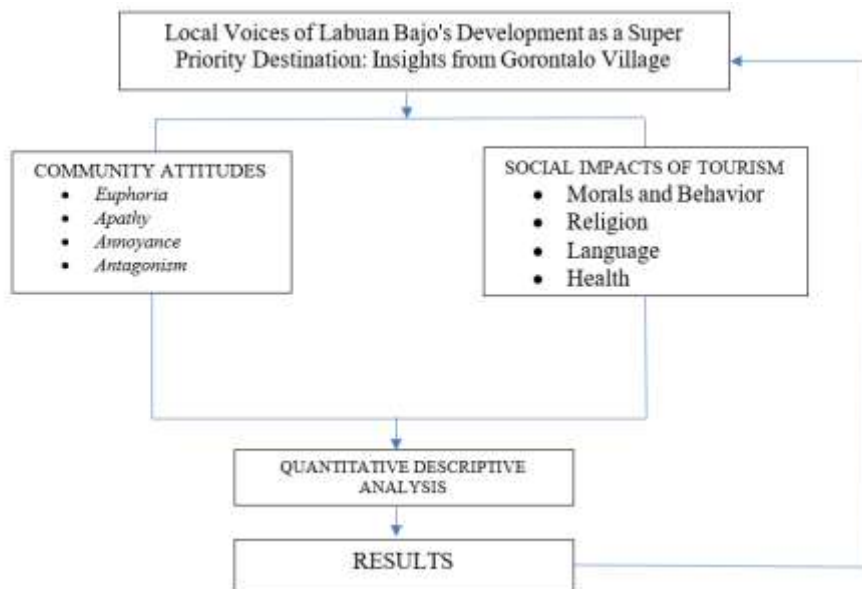 Local Voices of Labuan Bajo's Development as a Super
Priority Destination: Insights from Gorontalo Village
COMMUNITY ATTITUDES
• Euphoria
• Apathy
• Annoyance
• Antagonism
SOCIAL IMPACTS OF TOURISM
• Morals and Behavior
• Religion
• Language
• Health
QUANTITATIVE DESCRIPTIVE
ANALYSIS
RESULTS